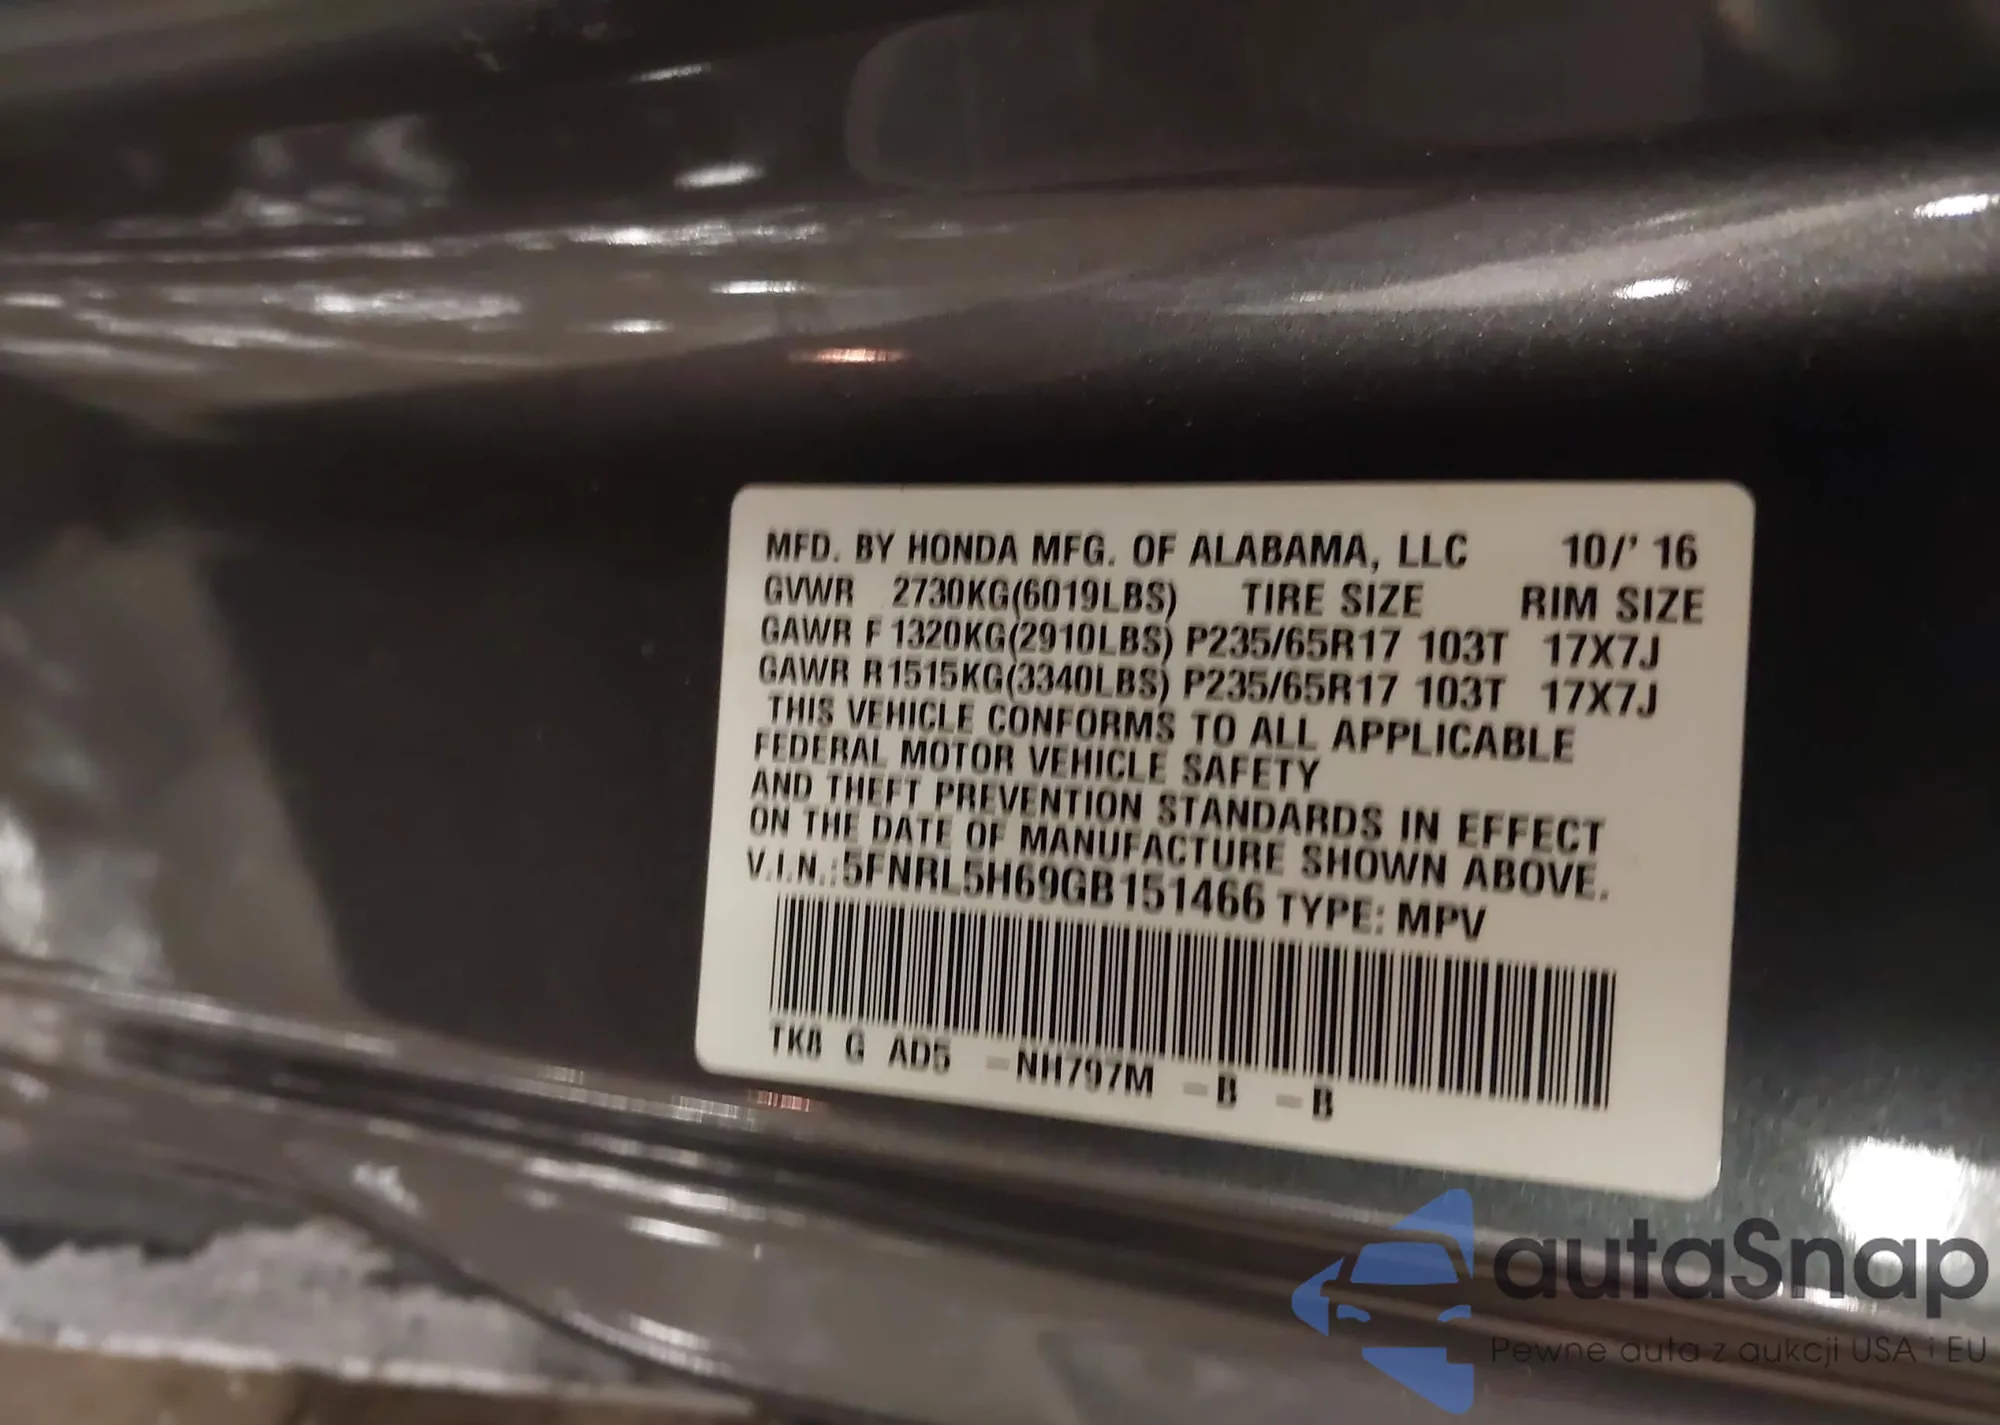 MFD. BY HONDA MFG. OF ALABAMA, LLC 10/' 16
GVWR 2730KG(6019LBS) TIRE SIZE RIM SIZE
GAWR F 1320KG(2910LBS) P235/65R17 103T 17X7J
GAWR R1515KG(3340LBS) P235/65R17 103T 17X7J
THIS VEHICLE CONFORMS TO ALL APPLICABLE
FEDERAL MOTOR VEHICLE SAFETY
AND THEFT PREVENTION STANDARDS IN EFFECT
ON THE DATE OF MANUFACTURE SHOWN ABOVE.
V.I.N.:5FNRL5H69GB151466 TYPE: MPV
TK8 G AD5 -NH797M -B -B
autaSnap
Pewne auta z aukcji USA i EU